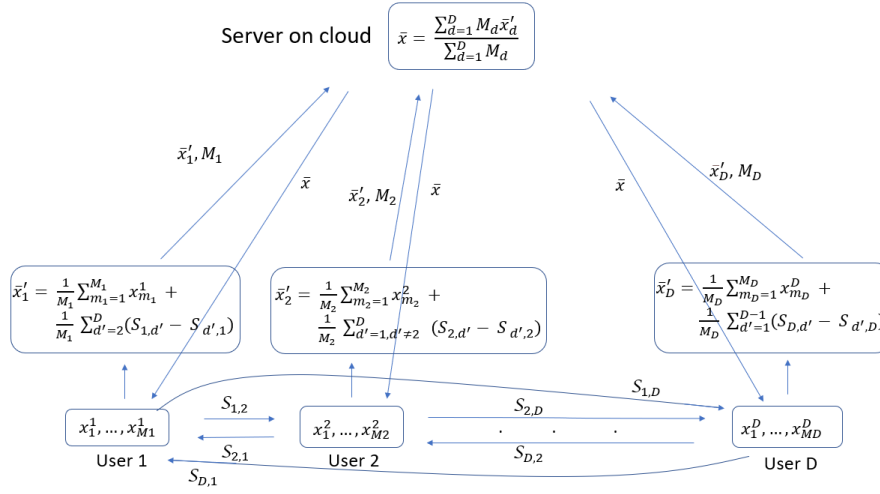 Server on cloud x̄ = ∑_{d=1}^{D} M_d x̄′_d / ∑_{d=1}^{D} M_d
x̄′_1, M_1
x̄
x̄′_2, M_2
x̄
x̄
x̄′_D, M_D
x̄′_1 = 1/M_1 ∑_{m_1=1}^{M_1} x^1_{m_1} +
1/M_1 ∑_{d′=2}^{D} (S_{1,d′} − S_{d′,1})
x̄′_2 = 1/M_2 ∑_{m_2=1}^{M_2} x^2_{m_2} +
1/M_2 ∑_{d′=1,d′≠2}^{D} (S_{2,d′} − S_{d′,2})
x̄′_D = 1/M_D ∑_{m_D=1}^{M_D} x^D_{m_D} +
1/M_D ∑_{d′=1}^{D−1} (S_{D,d′} − S_{d′,D})
x^1_1, …, x^1_{M1}
User 1
S_{1,2}
S_{2,1}
S_{D,1}
x^2_1, …, x^2_{M2}
User 2
S_{1,D}
S_{2,D}
. . .
S_{D,2}
x^D_1, …, x^D_{MD}
User D